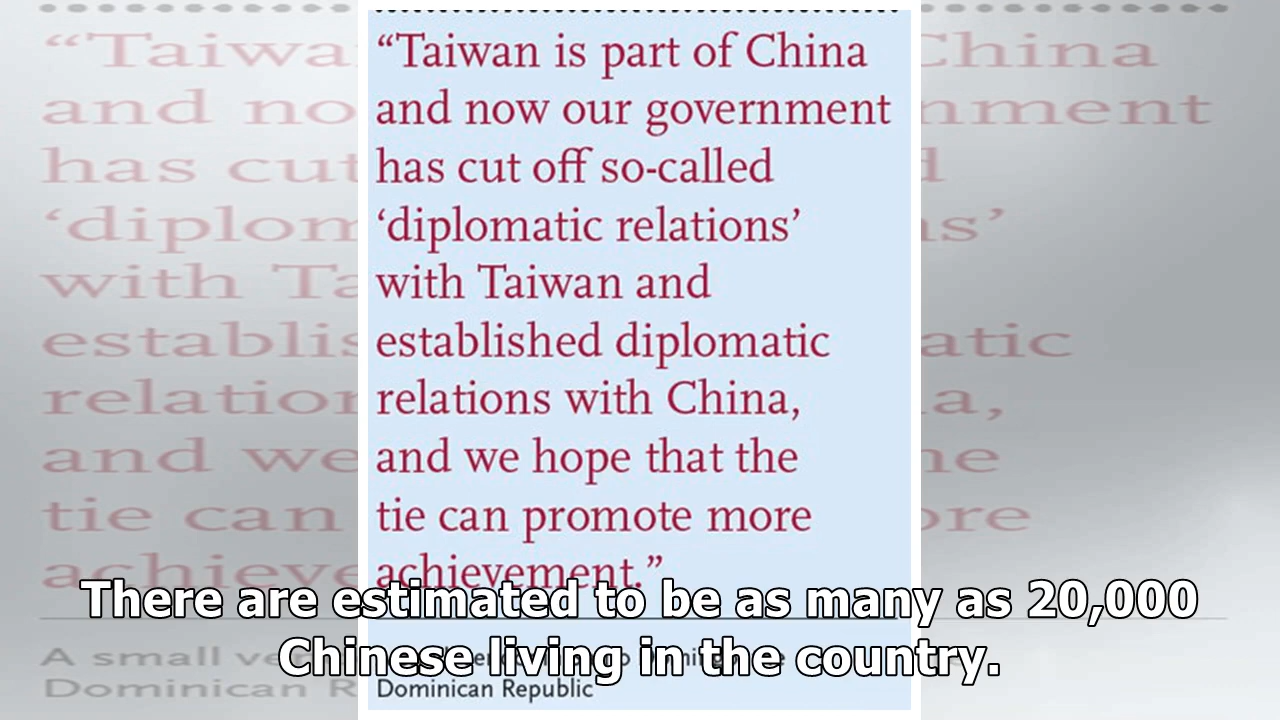 “Taiwan is part of China
and now our government
has cut off so-called
‘diplomatic relations’
with Taiwan and
established diplomatic
relations with China,
and we hope that the
tie can promote more
achievement.”
There are estimated to be as many as 20,000
Chinese living in the country.
A small
Dominican Republic